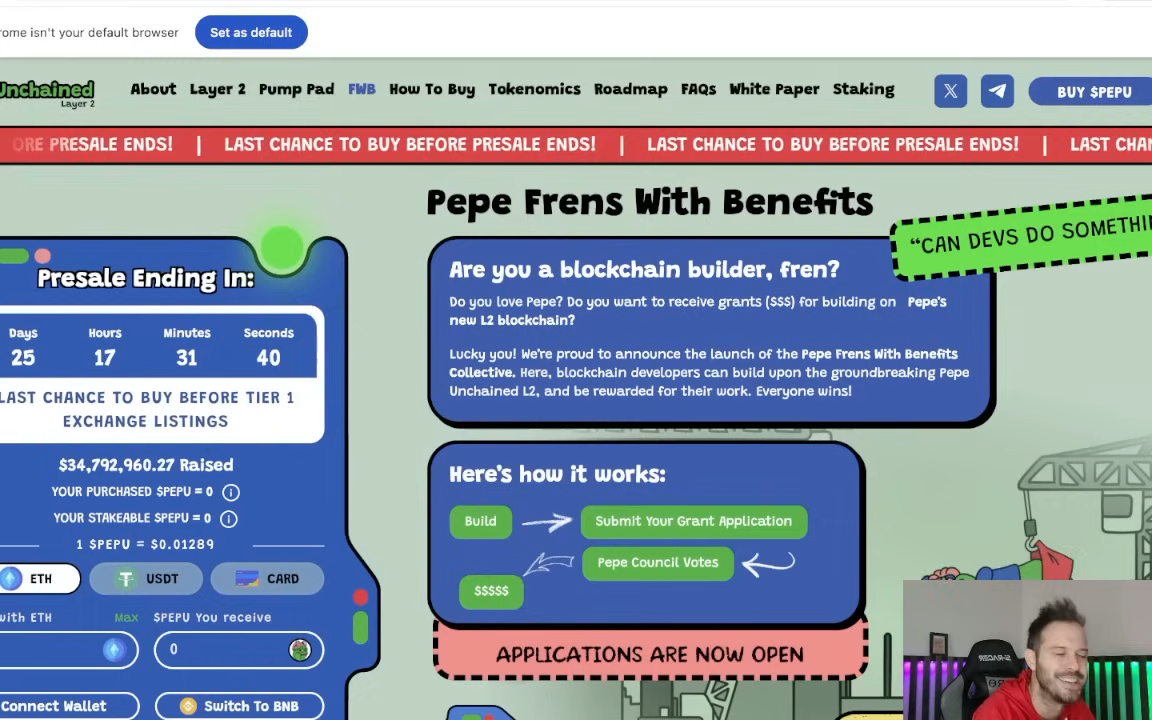 rome isn't your default browser
Set as default
Unchained
Layer 2
About Layer 2 Pump Pad FWB How To Buy Tokenomics Roadmap FAQs White Paper Staking
BUY $PEPU
ORE PRESALE ENDS! | LAST CHANCE TO BUY BEFORE PRESALE ENDS! | LAST CHANCE TO BUY BEFORE PRESALE ENDS! | LAST CHAN
Pepe Frens With Benefits
"CAN DEVS DO SOMETHIN
Presale Ending In:
Days Hours Minutes Seconds
25 17 31 40
LAST CHANCE TO BUY BEFORE TIER 1
EXCHANGE LISTINGS
$34,792,960.27 Raised
YOUR PURCHASED $PEPU = 0
YOUR STAKEABLE $PEPU = 0
1 $PEPU = $0.01289
ETH USDT CARD
with ETH Max $PEPU You receive
0
Connect Wallet Switch To BNB
Are you a blockchain builder, fren?
Do you love Pepe? Do you want to receive grants ($$$) for building on Pepe's
new L2 blockchain?
Lucky you! We're proud to announce the launch of the Pepe Frens With Benefits
Collective. Here, blockchain developers can build upon the groundbreaking Pepe
Unchained L2, and be rewarded for their work. Everyone wins!
Here's how it works:
Build Submit Your Grant Application
Pepe Council Votes
$$$$$
APPLICATIONS ARE NOW OPEN